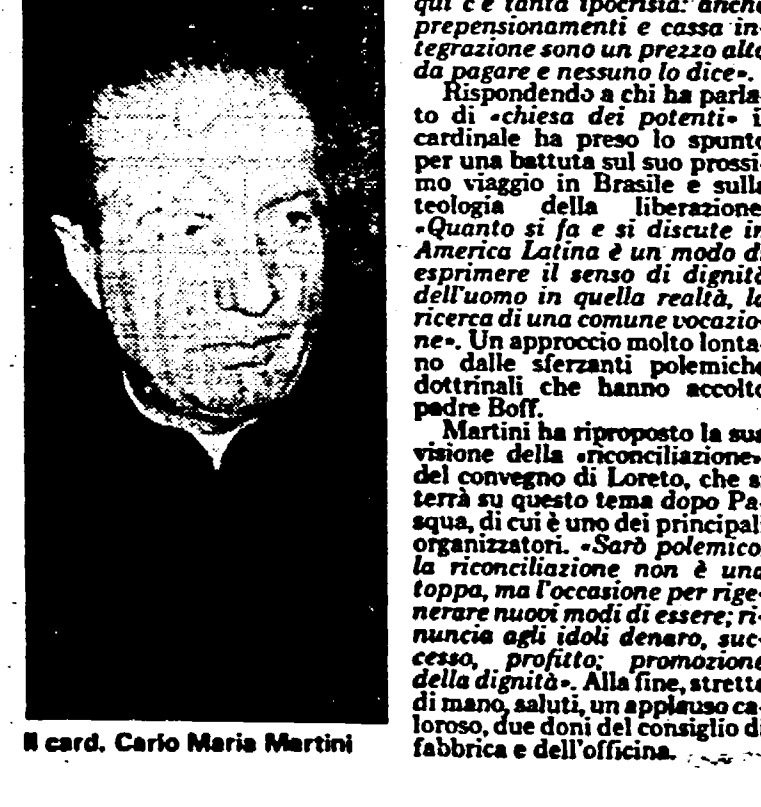 qui c'è tanta ipocrisia: anche
prepensionamenti e cassa in-
tegrazione sono un prezzo alto
da pagare e nessuno lo dice».
Rispondendo a chi ha parla-
to di «chiesa dei potenti» i
cardinale ha preso lo spunto
per una battuta sul suo prossi-
mo viaggio in Brasile e sulla
teologia della liberazione
«Quanto si fa e si discute in
America Latina è un modo d
esprimere il senso di dignità
dell'uomo in quella realtà, la
ricerca di una comune vocazio-
ne». Un approccio molto lonta-
no dalle sferzanti polemiche
dottrinali che hanno accolto
padre Boff.
Martini ha riproposto la sua
visione della «riconciliazione»
del convegno di Loreto, che s
terrà su questo tema dopo Pa-
squa, di cui è uno dei principali
organizzatori. «Sarò polemico
la riconciliazione non è una
toppa, ma l'occasione per rige-
nerare nuovi modi di essere; ri-
nuncia agli idoli denaro, suc-
cesso, profitto; promozione
della dignità». Alla fine, strette
di mano, saluti, un applauso ca-
loroso, due doni del consiglio di
fabbrica e dell'officina.
Il card. Carlo Maria Martini